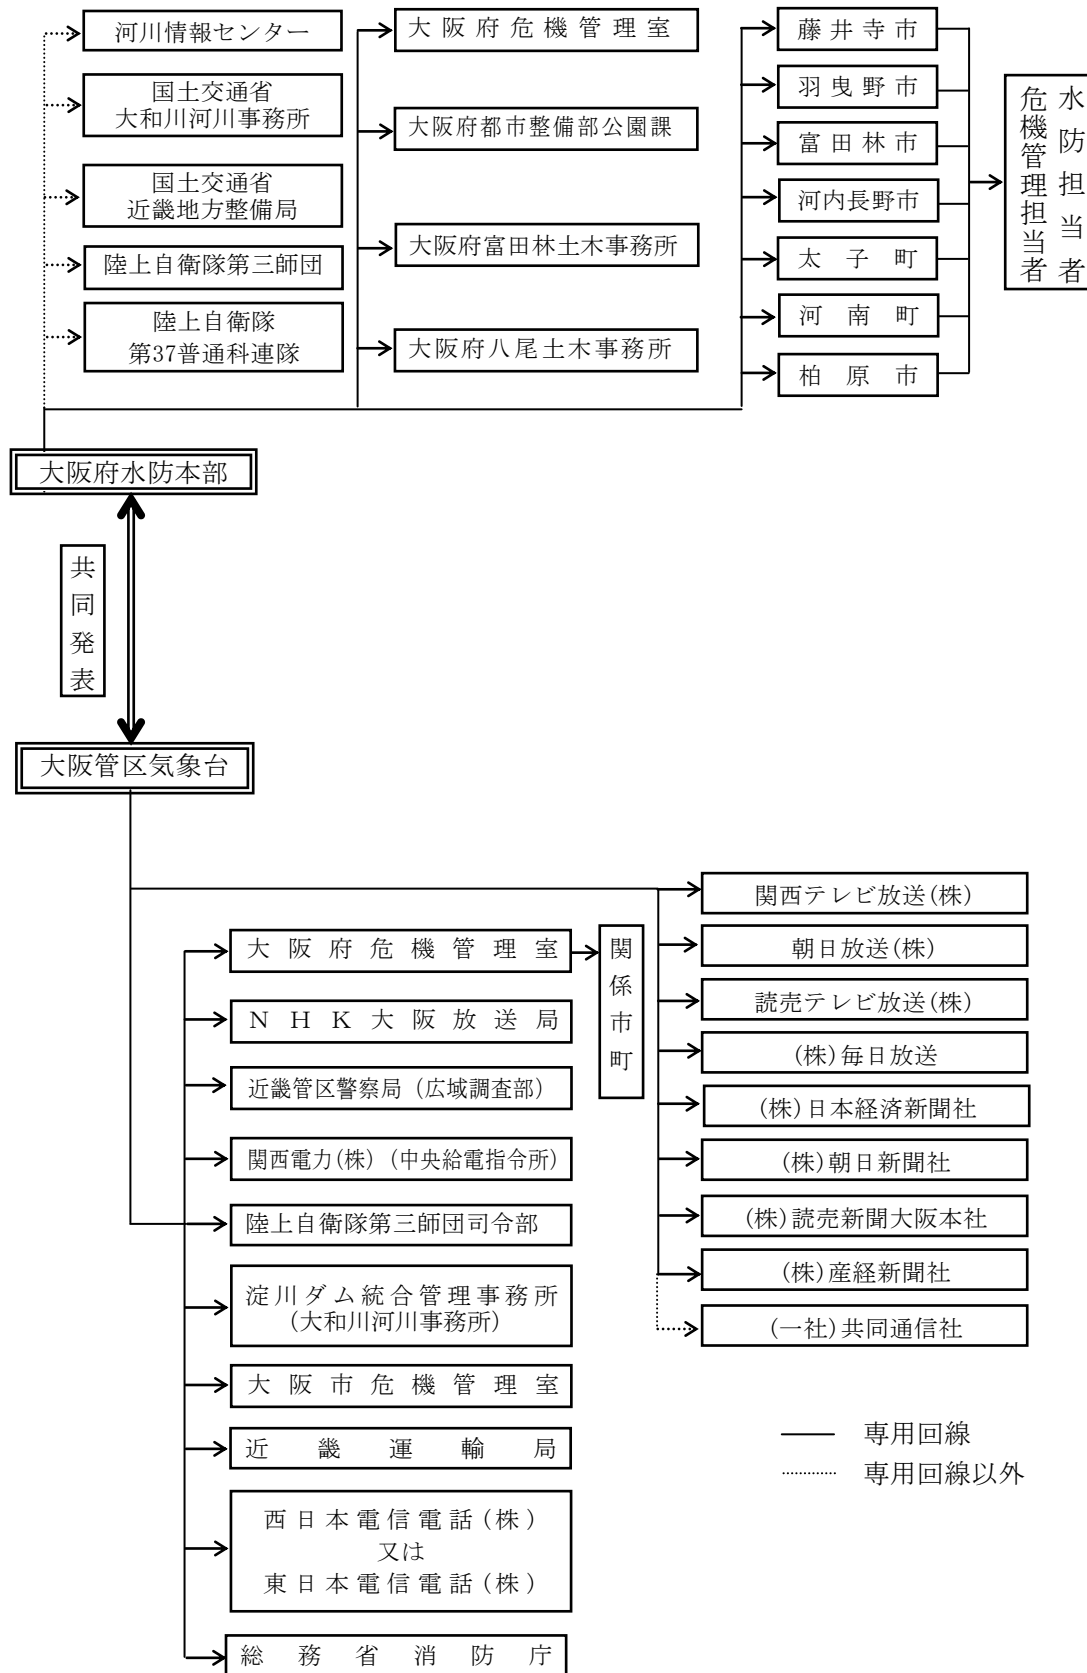 河川情報センター
国土交通省
大和川河川事務所
国土交通省
近畿地方整備局
陸上自衛隊第三師団
陸上自衛隊
第37普通科連隊
大阪府危機管理室
大阪府都市整備部公園課
大阪府富田林土木事務所
大阪府八尾土木事務所
藤井寺市
羽曳野市
富田林市
河内長野市
太子町
河南町
柏原市
水防担当者
危機管理担当者
大阪府水防本部
共同発表
大阪管区気象台
大阪府危機管理室
NHK大阪放送局
近畿管区警察局（広域調査部）
関西電力(株)（中央給電指令所）
陸上自衛隊第三師団司令部
淀川ダム統合管理事務所
(大和川河川事務所)
大阪市危機管理室
近畿運輸局
西日本電信電話(株)
又は
東日本電信電話(株)
総務省消防庁
関係市町
関西テレビ放送(株)
朝日放送(株)
読売テレビ放送(株)
(株)毎日放送
(株)日本経済新聞社
(株)朝日新聞社
(株)読売新聞大阪本社
(株)産経新聞社
(一社)共同通信社
専用回線
専用回線以外